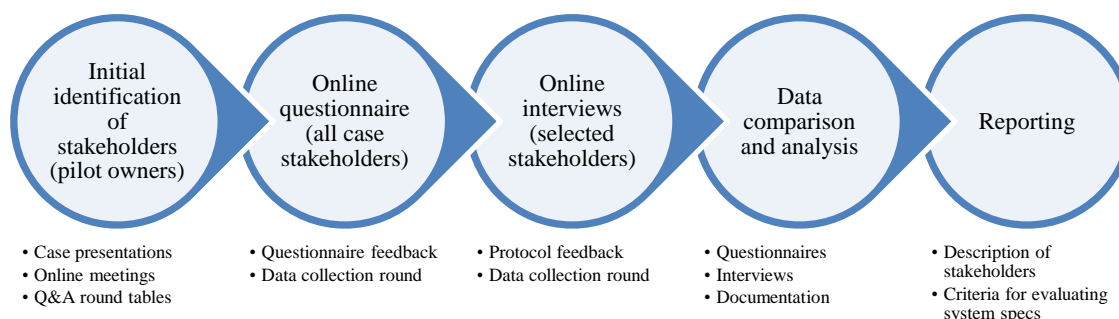 Initial
identification
of
stakeholders
(pilot owners)
Online
questionnaire
(all case
stakeholders)
Online
interviews
(selected
stakeholders)
Data
comparison
and analysis
Reporting
• Case presentations
• Online meetings
• Q&A round tables
• Questionnaire feedback
• Data collection round
• Protocol feedback
• Data collection round
• Questionnaires
• Interviews
• Documentation
• Description of
stakeholders
• Criteria for evaluating
system specs